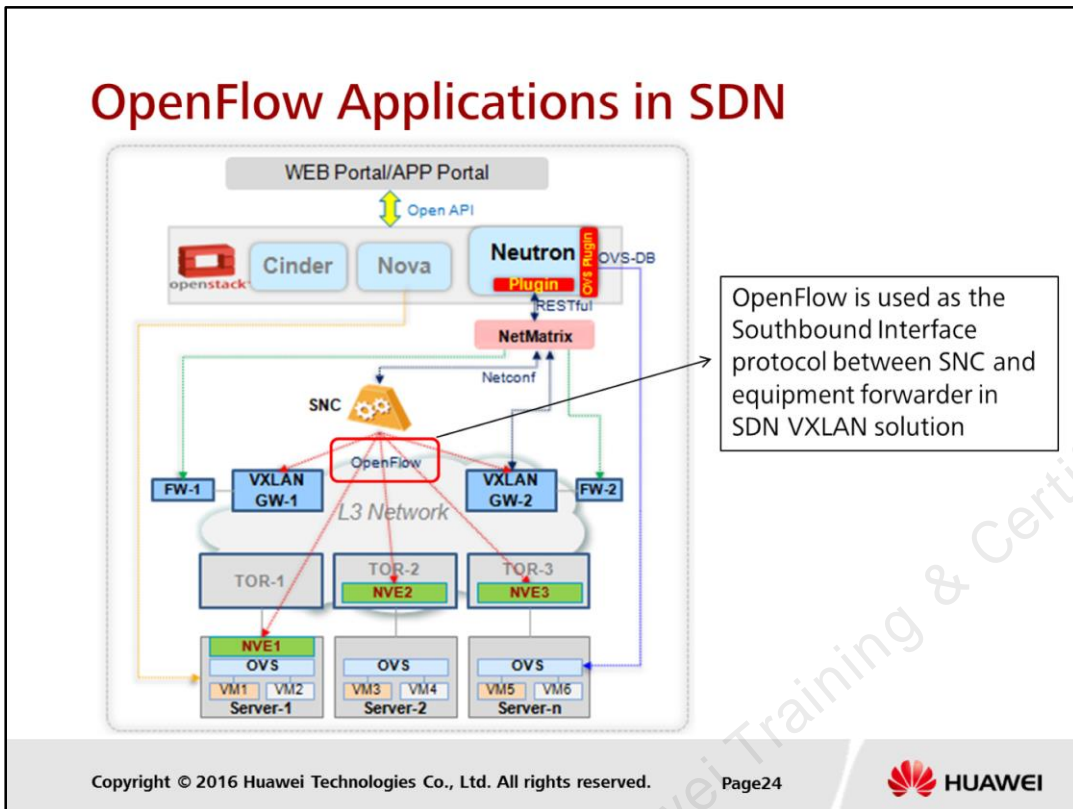 OpenFlow Applications in SDN
WEB Portal/APP Portal
Open API
openstack
Cinder
Nova
Neutron
Plugin
OVS Plugin
OVS-DB
RESTful
NetMatrix
Netconf
SNC
OpenFlow
FW-1
VXLAN
GW-1
VXLAN
GW-2
FW-2
L3 Network
TOR-1
TOR-2
NVE2
TOR-3
NVE3
NVE1
OVS
VM1
VM2
Server-1
OVS
VM3
VM4
Server-2
OVS
VM5
VM6
Server-n
OpenFlow is used as the
Southbound Interface
protocol between SNC and
equipment forwarder in
SDN VXLAN solution
Copyright © 2016 Huawei Technologies Co., Ltd. All rights reserved.
Page24
HUAWEI
Training & Certi